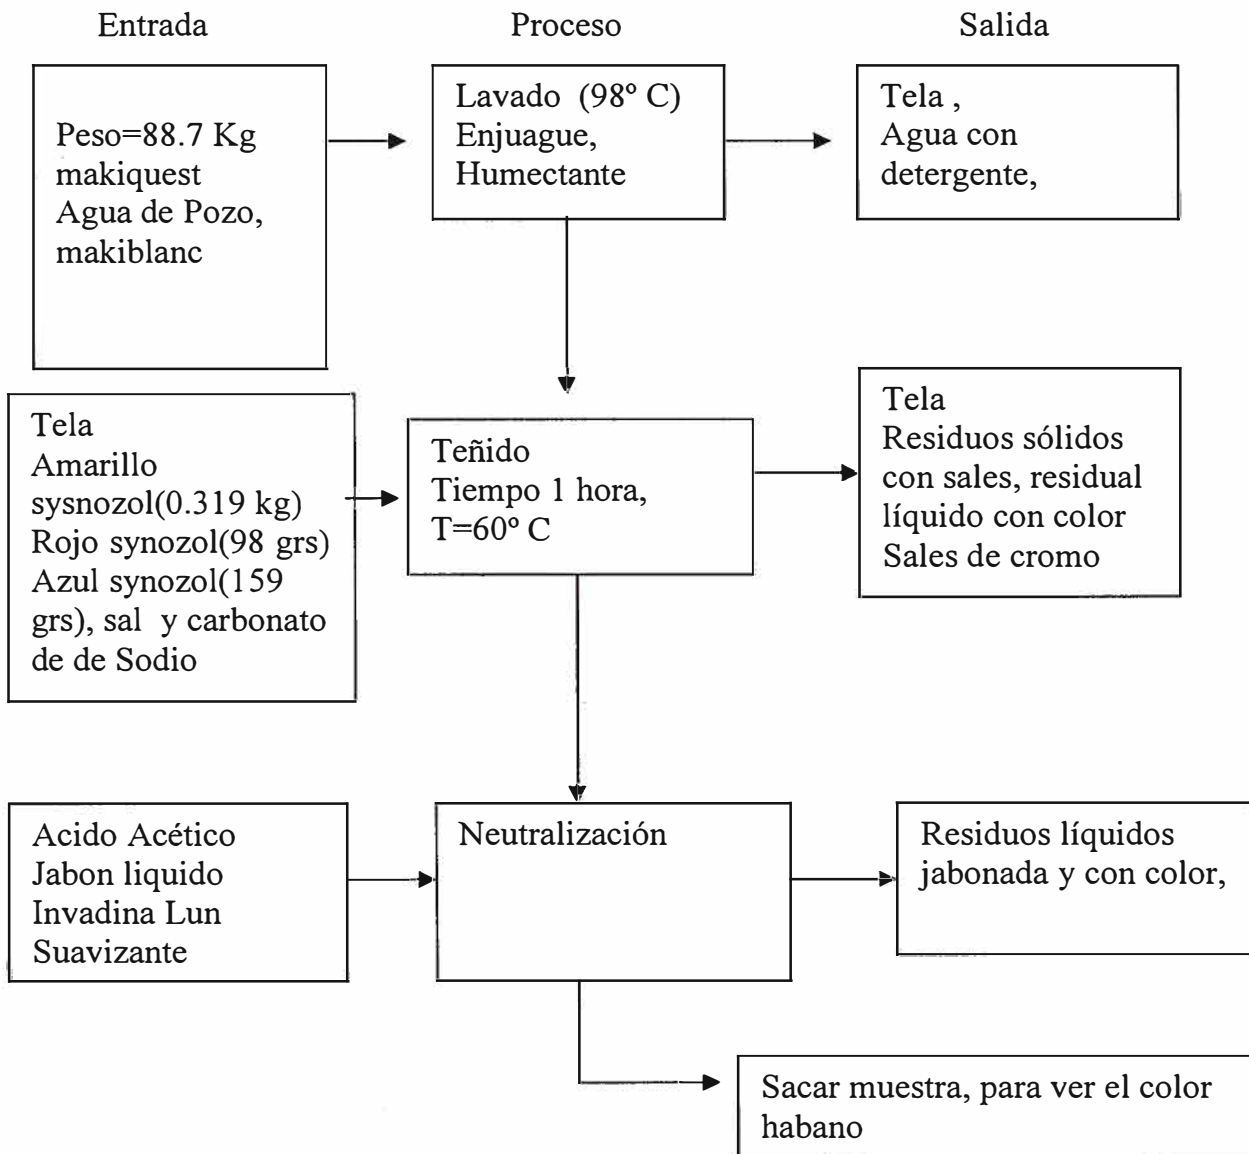 Entrada
Proceso
Salida
Peso=88.7 Kg
makiquest
Agua de Pozo,
makiblanc
Lavado (98º C)
Enjuague,
Humectante
Tela ,
Agua con
detergente,
Tela
Amarillo
sysnozol(0.319 kg)
Rojo synozol(98 grs)
Azul synozol(159
grs), sal y carbonato
de de Sodio
Teñido
Tiempo 1 hora,
T=60º C
Tela
Residuos sólidos
con sales, residual
líquido con color
Sales de cromo
Acido Acético
Jabon liquido
Invadina Lun
Suavizante
Neutralización
Residuos líquidos
jabonada y con color,
Sacar muestra, para ver el color
habano